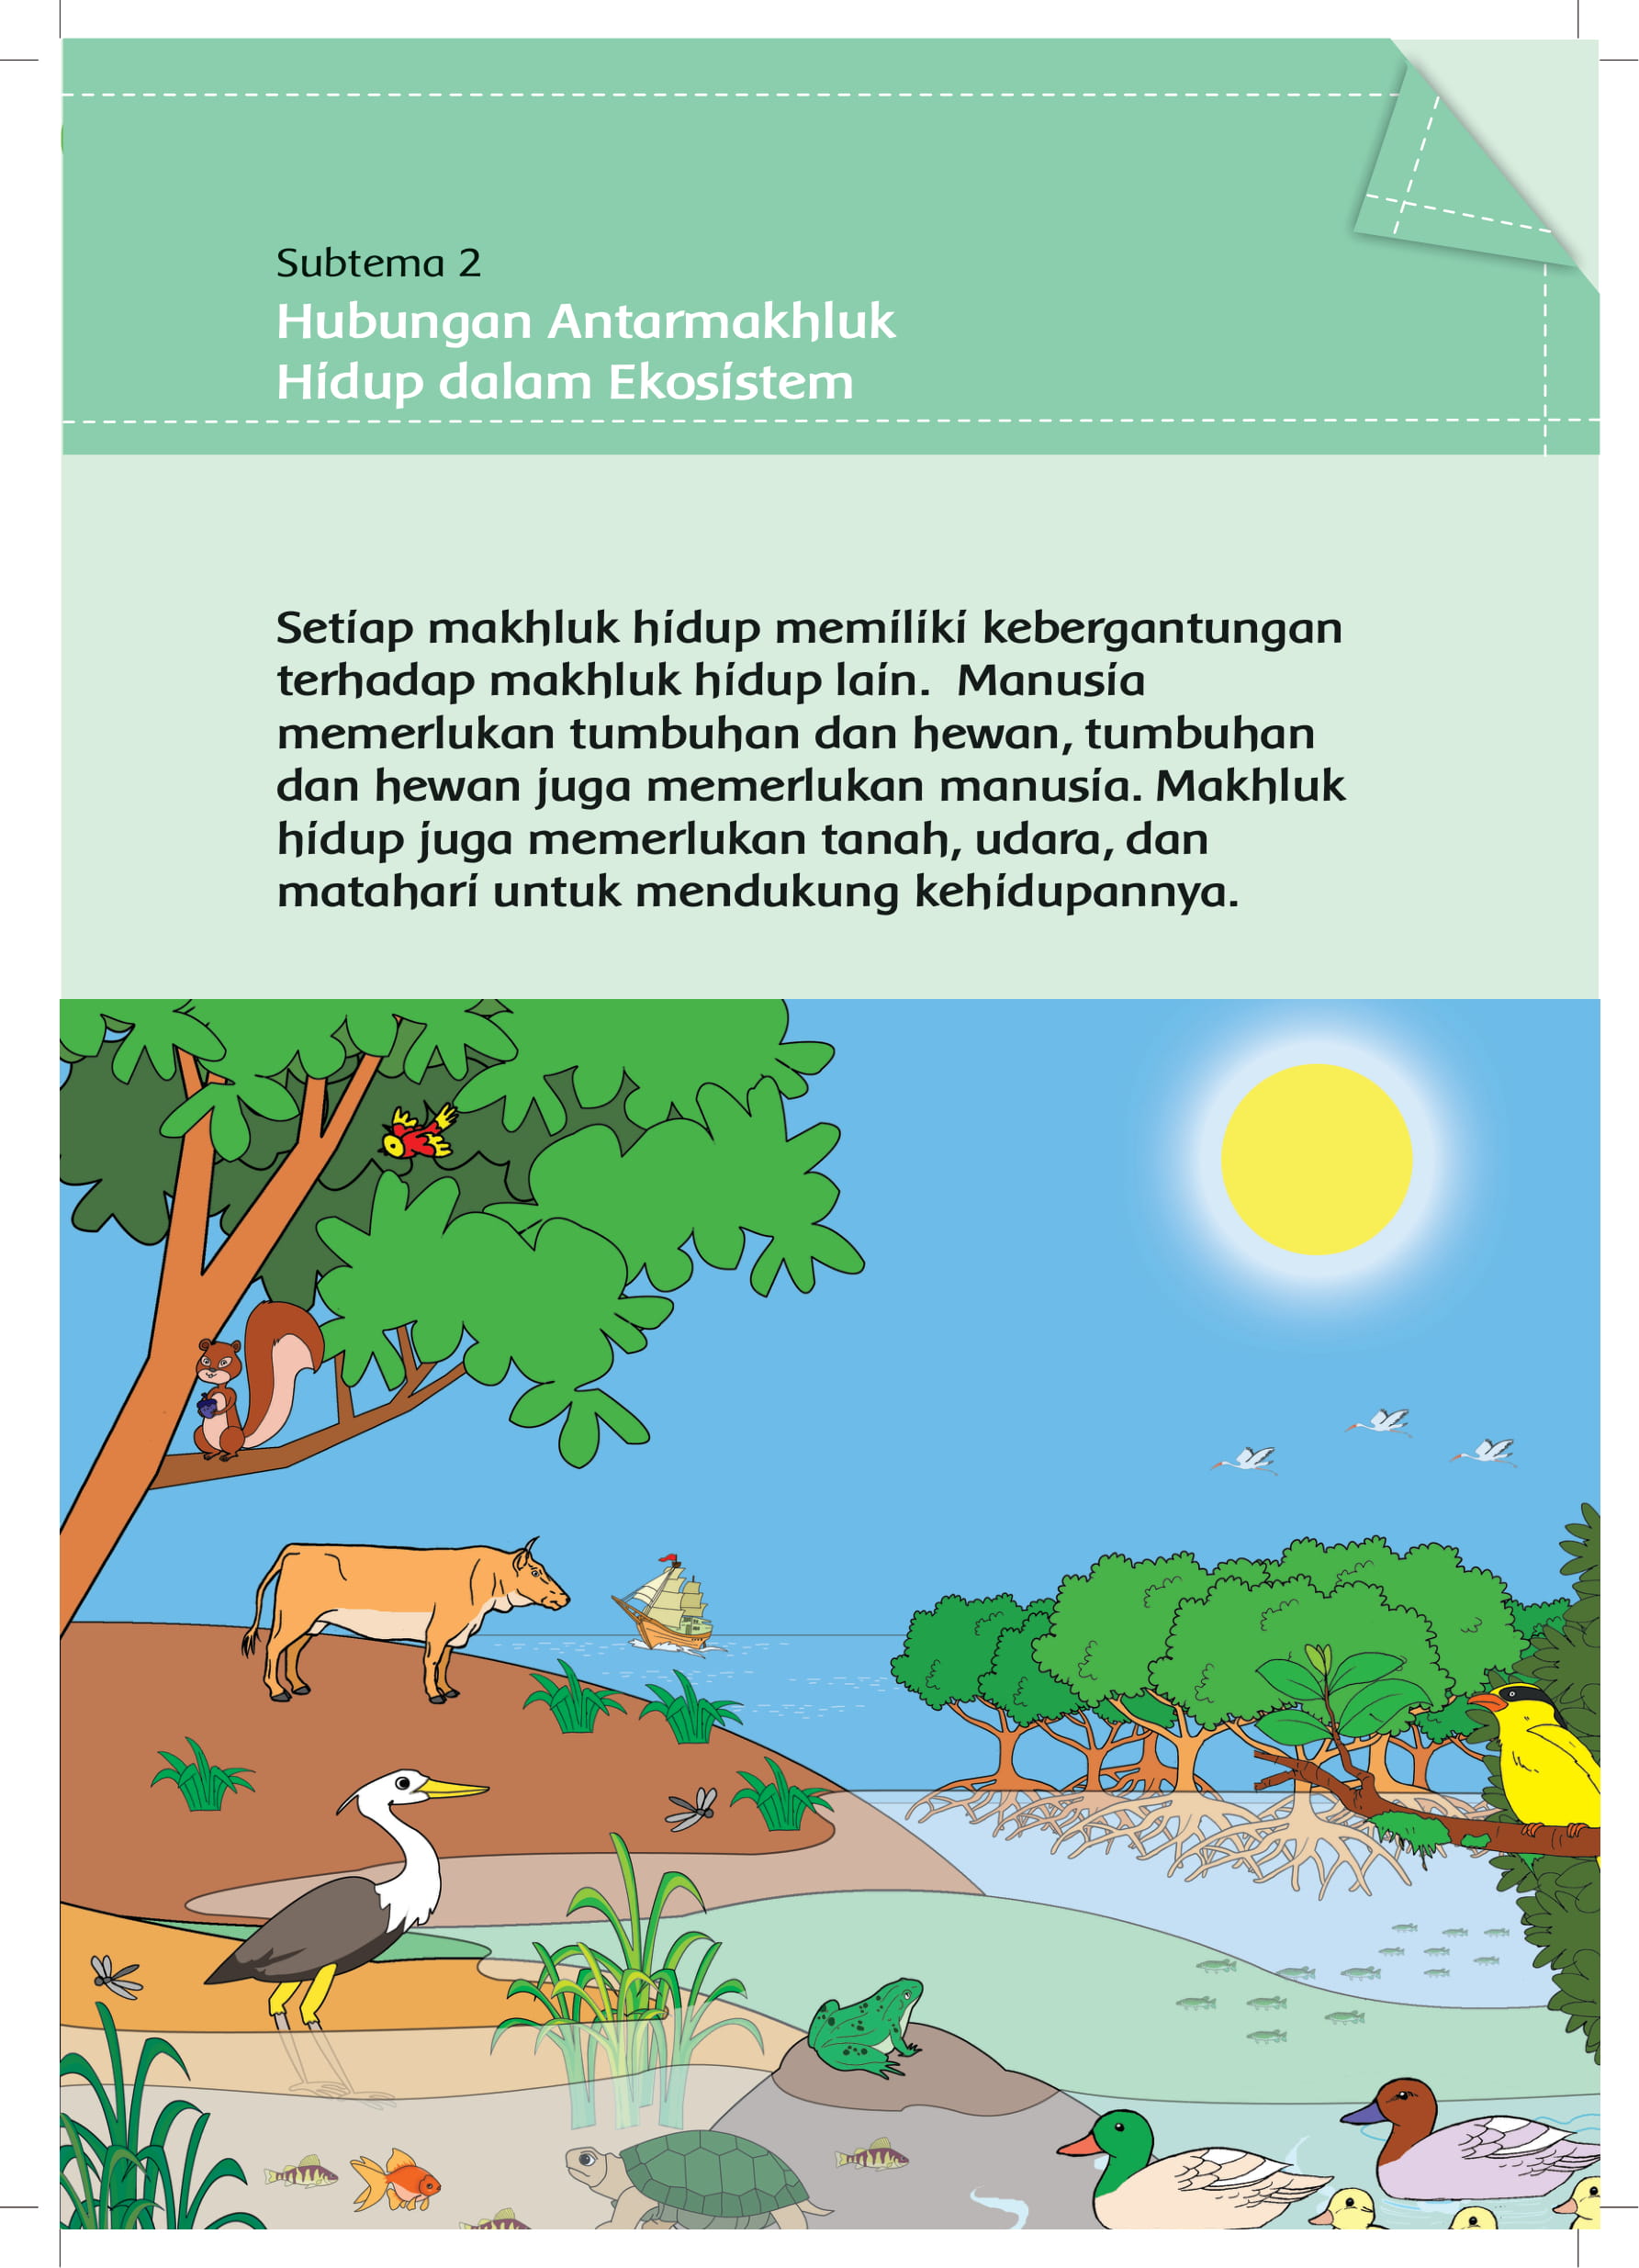 Subtema 2
Hubungan Antarmakhluk
Hidup dalam Ekosistem
Setiap makhluk hidup memiliki kebergantungan
terhadap makhluk hidup lain. Manusia
memerlukan tumbuhan dan hewan, tumbuhan
dan hewan juga memerlukan manusia. Makhluk
hidup juga memerlukan tanah, udara, dan
matahari untuk mendukung kehidupannya.